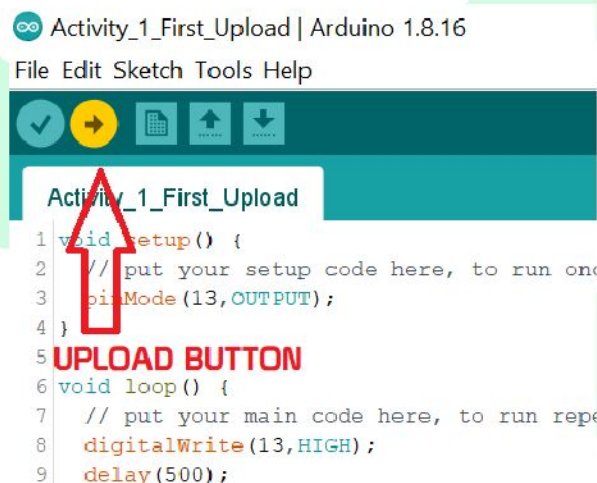 Activity_1_First_Upload | Arduino 1.8.16
File Edit Sketch Tools Help
Activity_1_First_Upload
1 void setup() {
2 // put your setup code here, to run
3 pinMode(13,OUTPUT);
4 }
5 UPLOAD BUTTON
6 void loop() {
7 // put your main code here, to run
8 digitalWrite(13,HIGH);
9 delay(500);